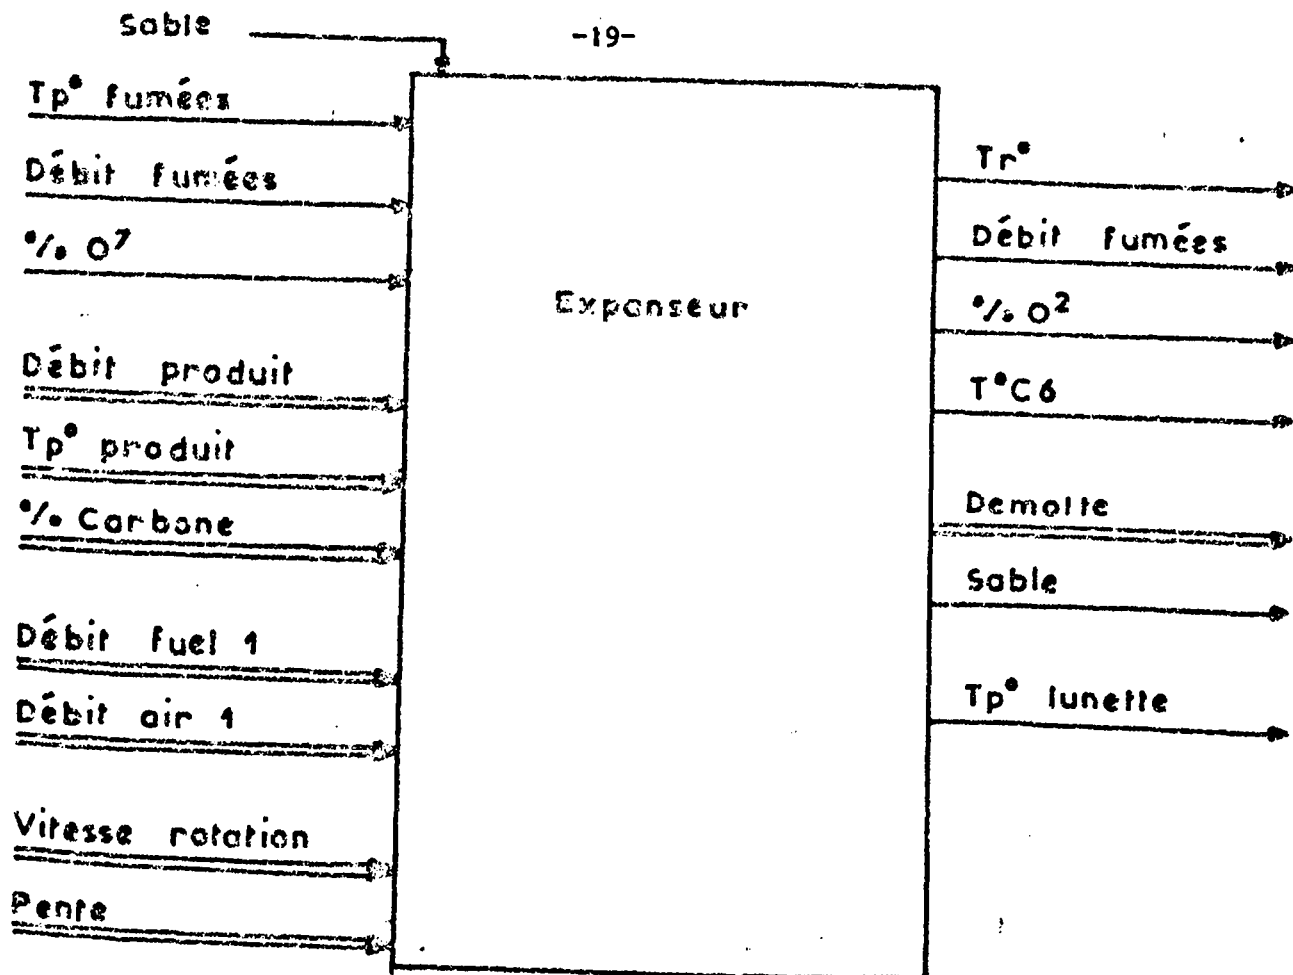 -19-
Sable
Tp° fumées
Débit fumées
°/. O⁷
Débit produit
Tp° produit
°/. Carbone
Débit fuel 1
Débit air 1
Vitesse rotation
Pente
Expanseur
Tr°
Débit fumées
°/. O²
T°C6
Demotte
Sable
Tp° lunette